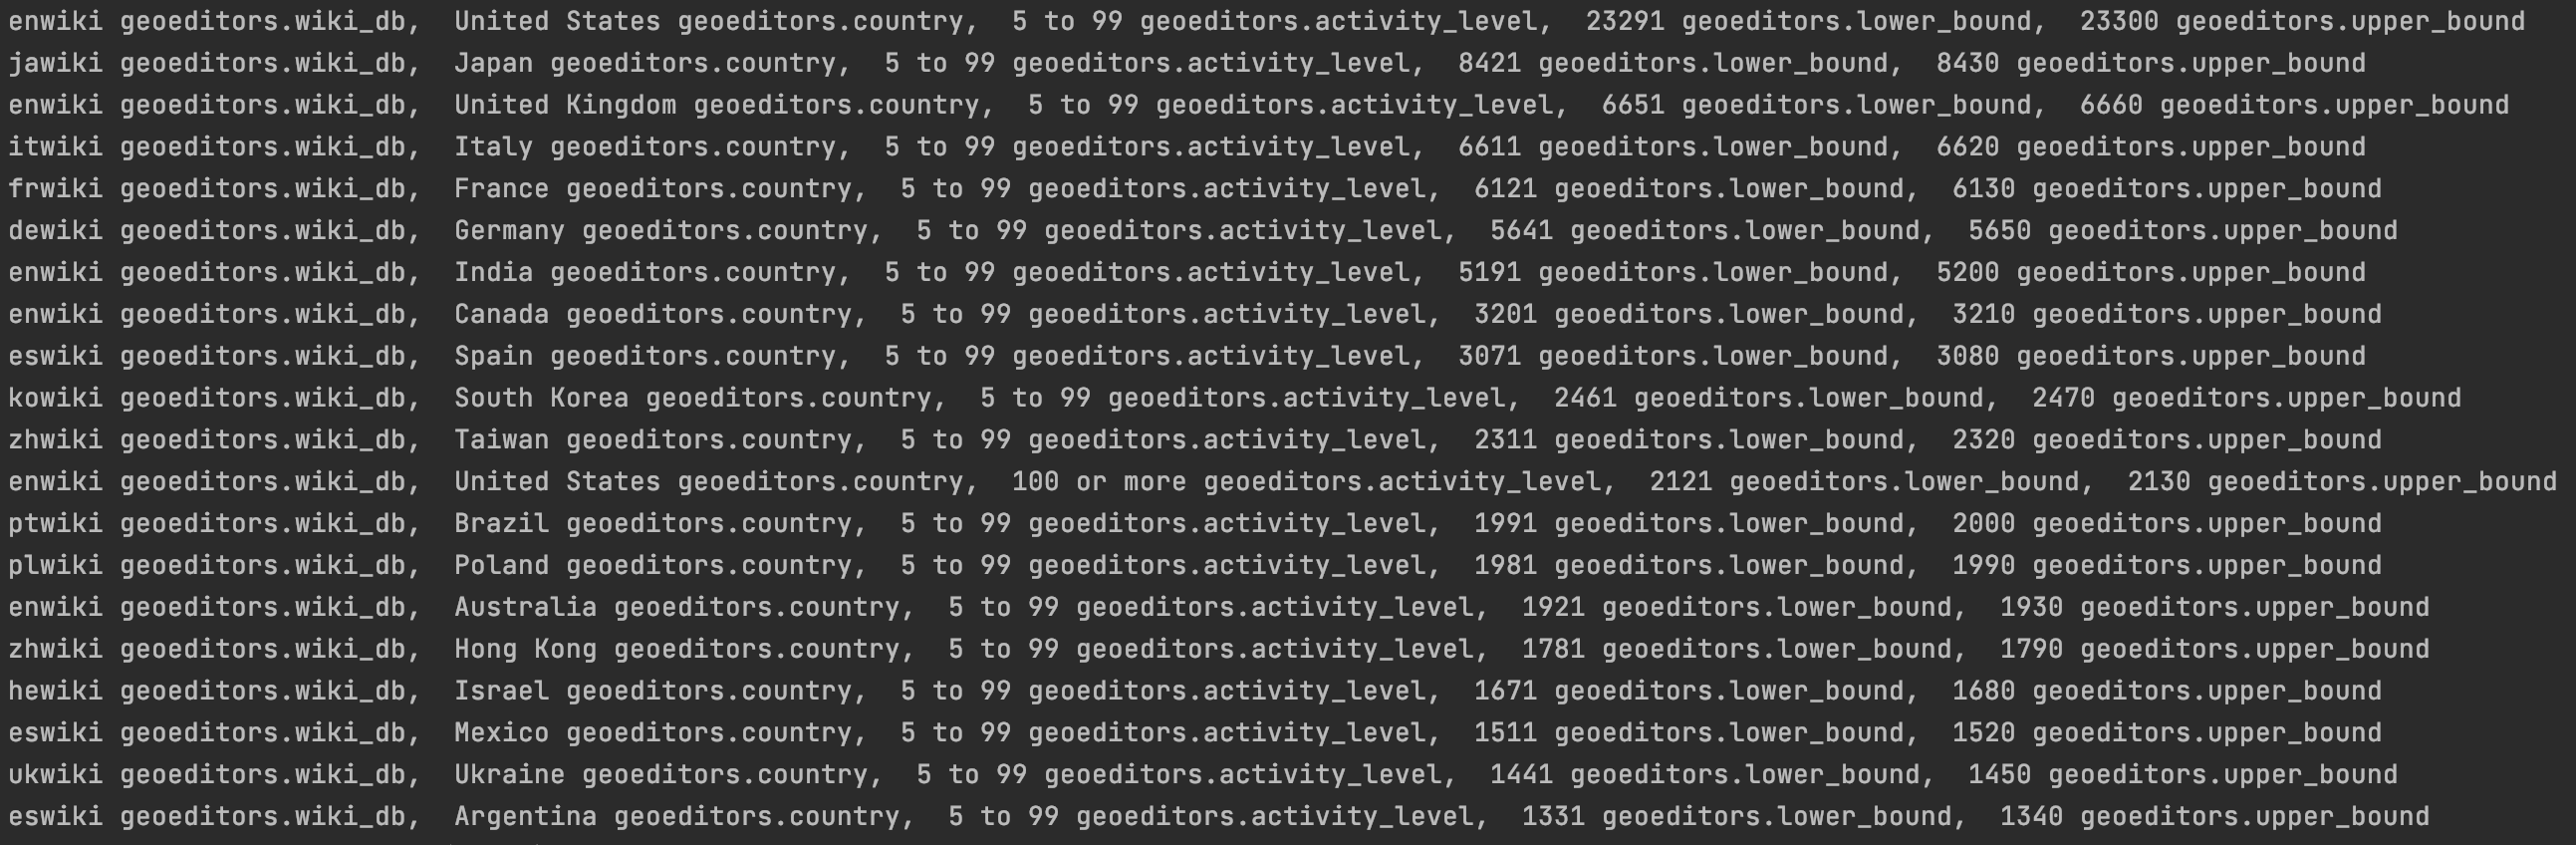 enwiki geoeditors.wiki_db,  United States geoeditors.country,  5 to 99 geoeditors.activity_level,  23291 geoeditors.lower_bound,  23300 geoeditors.upper_bound
jawiki geoeditors.wiki_db,  Japan geoeditors.country,  5 to 99 geoeditors.activity_level,  8421 geoeditors.lower_bound,  8430 geoeditors.upper_bound
enwiki geoeditors.wiki_db,  United Kingdom geoeditors.country,  5 to 99 geoeditors.activity_level,  6651 geoeditors.lower_bound,  6660 geoeditors.upper_bound
itwiki geoeditors.wiki_db,  Italy geoeditors.country,  5 to 99 geoeditors.activity_level,  6611 geoeditors.lower_bound,  6620 geoeditors.upper_bound
frwiki geoeditors.wiki_db,  France geoeditors.country,  5 to 99 geoeditors.activity_level,  6121 geoeditors.lower_bound,  6130 geoeditors.upper_bound
dewiki geoeditors.wiki_db,  Germany geoeditors.country,  5 to 99 geoeditors.activity_level,  5641 geoeditors.lower_bound,  5650 geoeditors.upper_bound
enwiki geoeditors.wiki_db,  India geoeditors.country,  5 to 99 geoeditors.activity_level,  5191 geoeditors.lower_bound,  5200 geoeditors.upper_bound
enwiki geoeditors.wiki_db,  Canada geoeditors.country,  5 to 99 geoeditors.activity_level,  3201 geoeditors.lower_bound,  3210 geoeditors.upper_bound
eswiki geoeditors.wiki_db,  Spain geoeditors.country,  5 to 99 geoeditors.activity_level,  3071 geoeditors.lower_bound,  3080 geoeditors.upper_bound
kowiki geoeditors.wiki_db,  South Korea geoeditors.country,  5 to 99 geoeditors.activity_level,  2461 geoeditors.lower_bound,  2470 geoeditors.upper_bound
zhwiki geoeditors.wiki_db,  Taiwan geoeditors.country,  5 to 99 geoeditors.activity_level,  2311 geoeditors.lower_bound,  2320 geoeditors.upper_bound
enwiki geoeditors.wiki_db,  United States geoeditors.country,  100 or more geoeditors.activity_level,  2121 geoeditors.lower_bound,  2130 geoeditors.upper_bound
ptwiki geoeditors.wiki_db,  Brazil geoeditors.country,  5 to 99 geoeditors.activity_level,  1991 geoeditors.lower_bound,  2000 geoeditors.upper_bound
plwiki geoeditors.wiki_db,  Poland geoeditors.country,  5 to 99 geoeditors.activity_level,  1981 geoeditors.lower_bound,  1990 geoeditors.upper_bound
enwiki geoeditors.wiki_db,  Australia geoeditors.country,  5 to 99 geoeditors.activity_level,  1921 geoeditors.lower_bound,  1930 geoeditors.upper_bound
zhwiki geoeditors.wiki_db,  Hong Kong geoeditors.country,  5 to 99 geoeditors.activity_level,  1781 geoeditors.lower_bound,  1790 geoeditors.upper_bound
hewiki geoeditors.wiki_db,  Israel geoeditors.country,  5 to 99 geoeditors.activity_level,  1671 geoeditors.lower_bound,  1680 geoeditors.upper_bound
eswiki geoeditors.wiki_db,  Mexico geoeditors.country,  5 to 99 geoeditors.activity_level,  1511 geoeditors.lower_bound,  1520 geoeditors.upper_bound
ukwiki geoeditors.wiki_db,  Ukraine geoeditors.country,  5 to 99 geoeditors.activity_level,  1441 geoeditors.lower_bound,  1450 geoeditors.upper_bound
eswiki geoeditors.wiki_db,  Argentina geoeditors.country,  5 to 99 geoeditors.activity_level,  1331 geoeditors.lower_bound,  1340 geoeditors.upper_bound